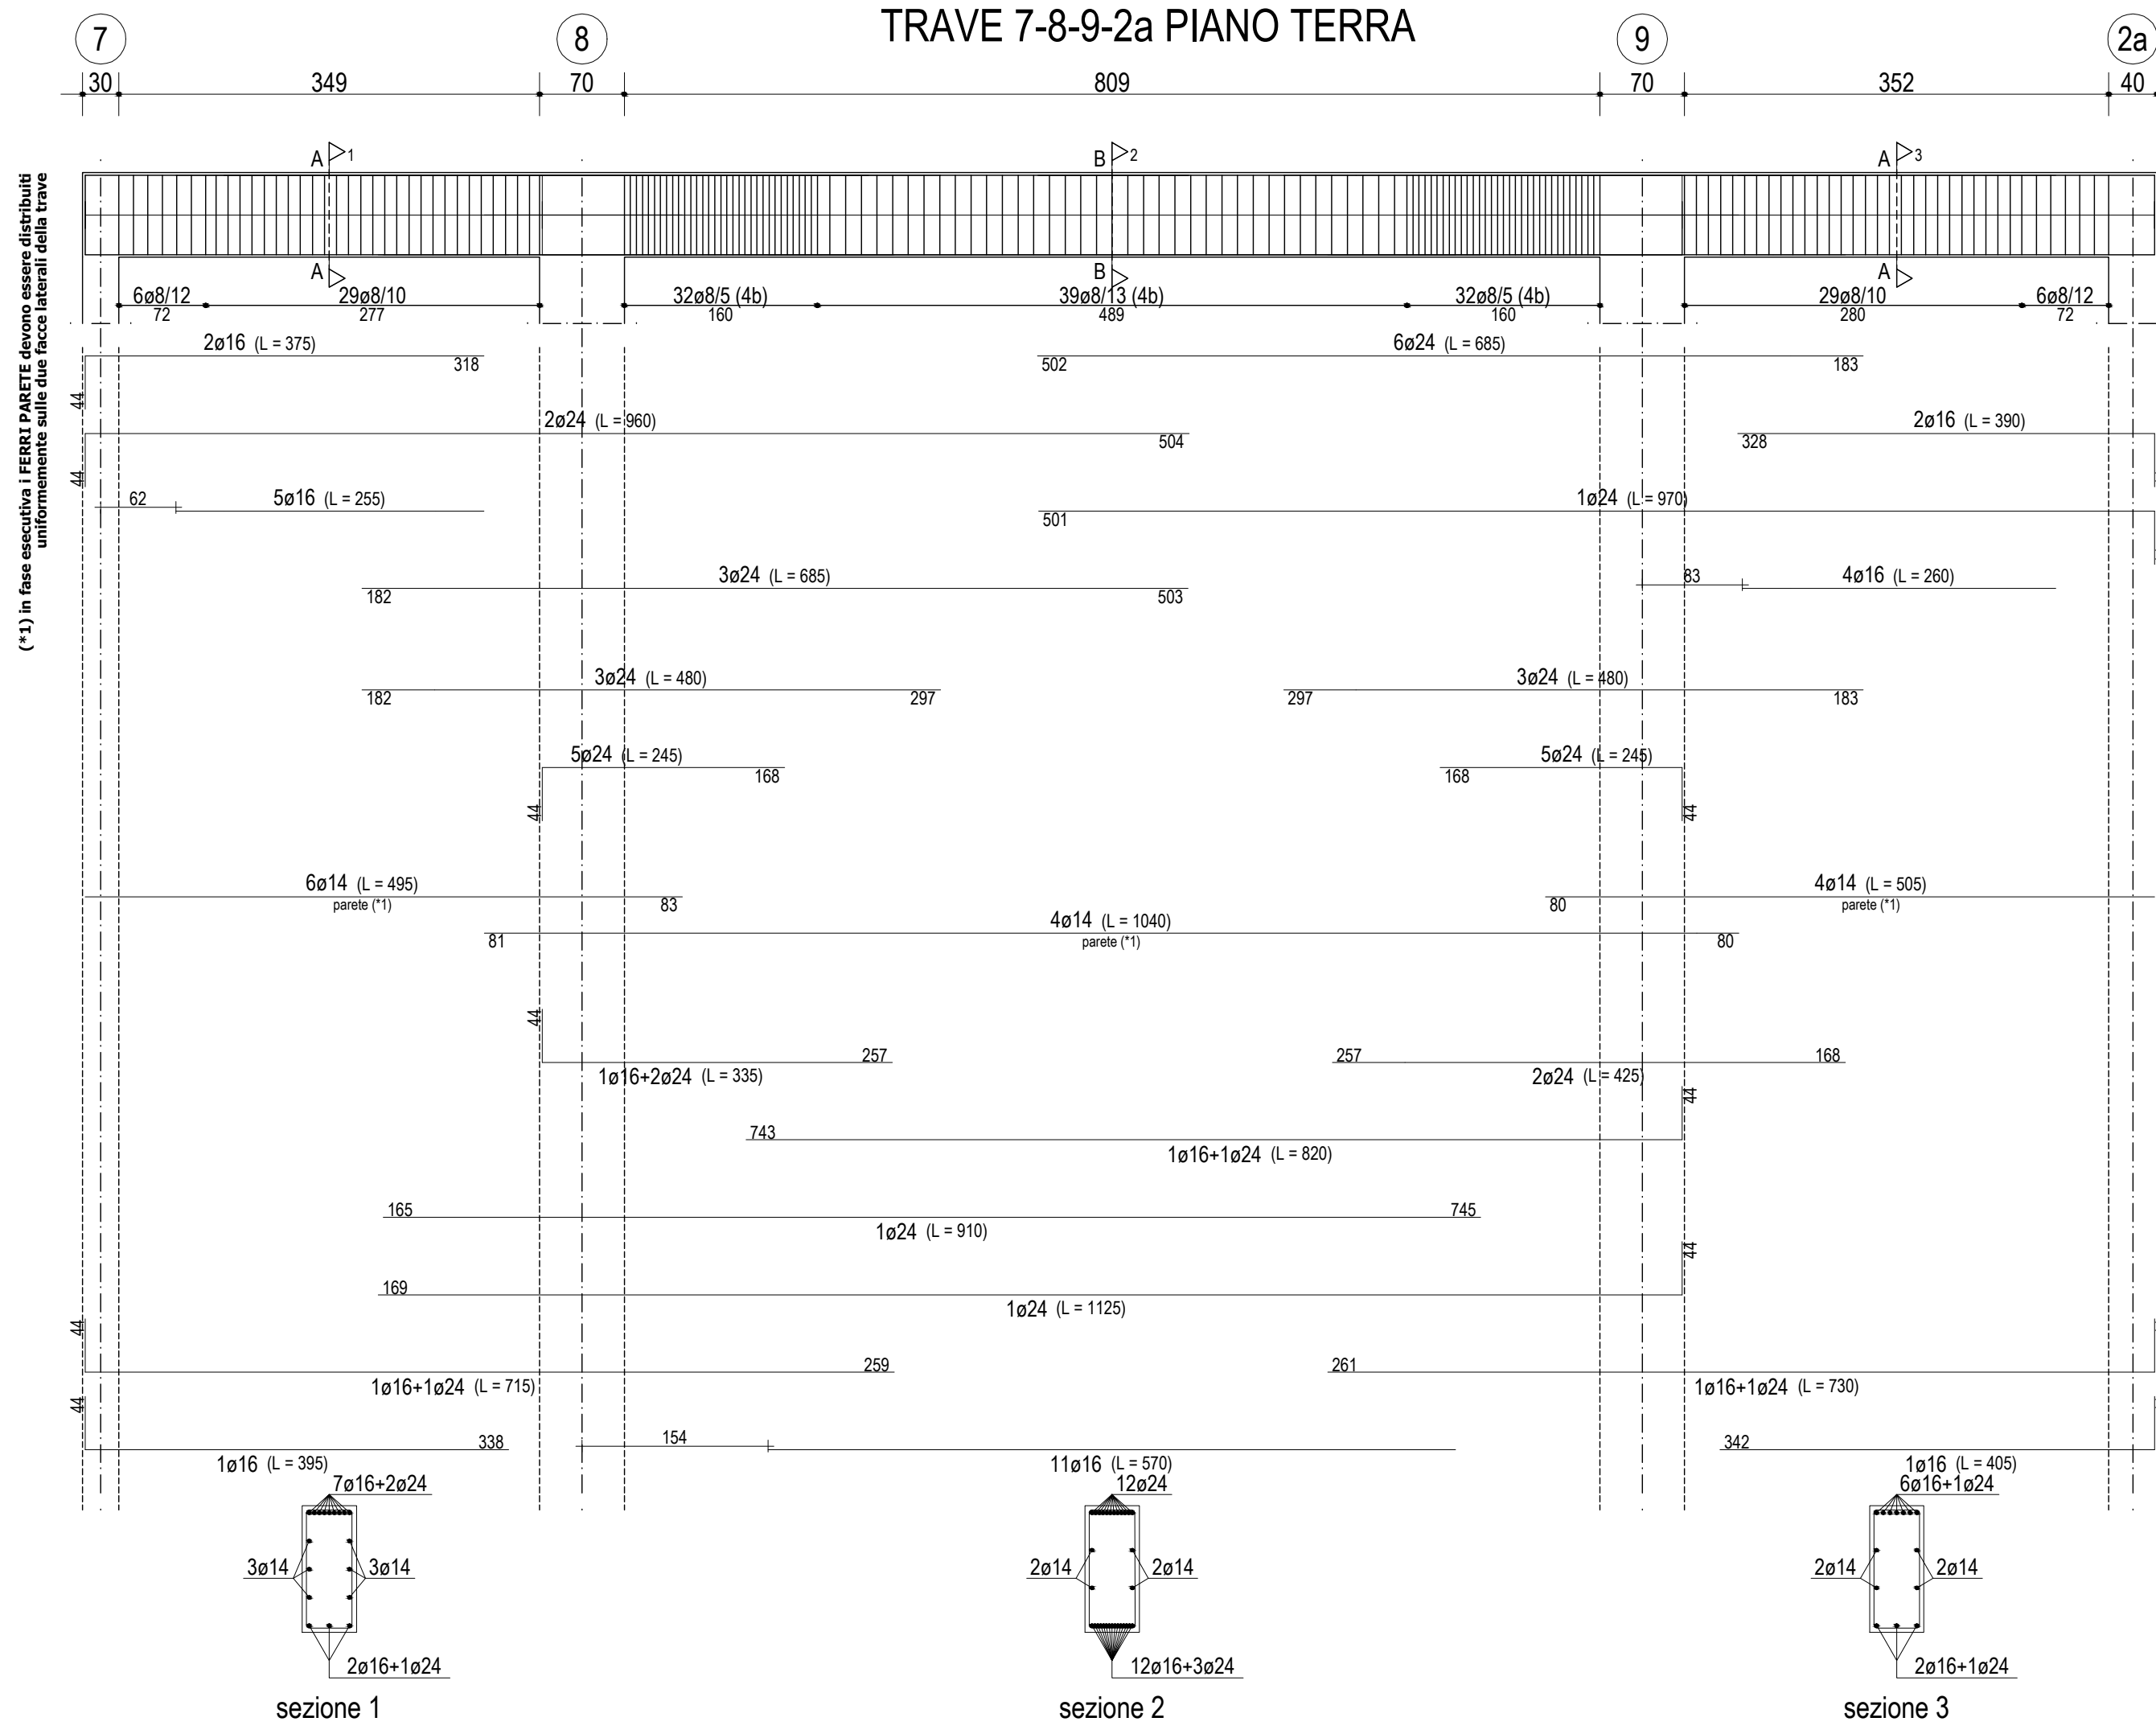 TRAVE 7-8-9-2a PIANO TERRA
7 8 9 2a
30 349 70 809 70 352 40
(*1) in fase esecutiva i FERRI PARETE devono essere distribuiti
uniformemente sulle due facce laterali della trave
A 1 B 2 A 3
A B A
6ø8/12 29ø8/10 32ø8/5 (4b) 39ø8/13 (4b) 32ø8/5 (4b) 29ø8/10 6ø8/12
72 277 160 489 160 280 72
2ø16 (L = 375) 6ø24 (L = 685)
318 502 183
44
2ø24 (L = 960) 2ø16 (L = 390)
504 328
44
62 5ø16 (L = 255) 1ø24 (L = 970)
501
3ø24 (L = 685) 83 4ø16 (L = 260)
182 503
3ø24 (L = 480) 3ø24 (L = 480)
182 297 297 183
5ø24 (L = 245) 5ø24 (L = 245)
168 168
44 44
6ø14 (L = 495) 4ø14 (L = 505)
parete (*1) 83 80 parete (*1)
4ø14 (L = 1040)
81 parete (*1) 80
44
257 257 168
1ø16+2ø24 (L = 335) 2ø24 (L = 425)
44
743
1ø16+1ø24 (L = 820)
165 745
1ø24 (L = 910)
44
169
1ø24 (L = 1125)
44
259 261
1ø16+1ø24 (L = 715) 1ø16+1ø24 (L = 730)
44
338 154 342
1ø16 (L = 395) 11ø16 (L = 570) 1ø16 (L = 405)
7ø16+2ø24 12ø24 6ø16+1ø24
3ø14 3ø14 2ø14 2ø14 2ø14 2ø14
2ø16+1ø24 12ø16+3ø24 2ø16+1ø24
sezione 1 sezione 2 sezione 3